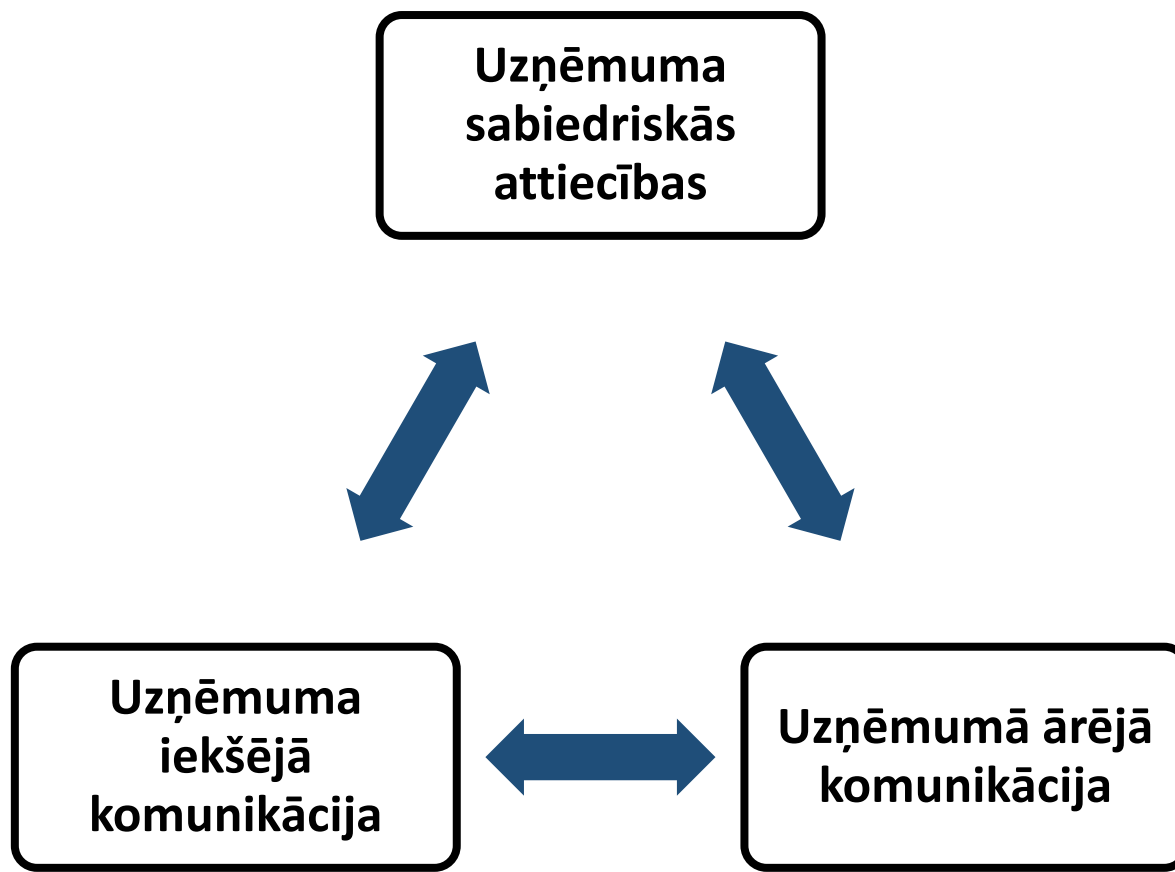 Uzņēmuma
sabiedriskās
attiecības
Uzņēmuma
iekšējā
komunikācija
Uzņēmumā ārējā
komunikācija